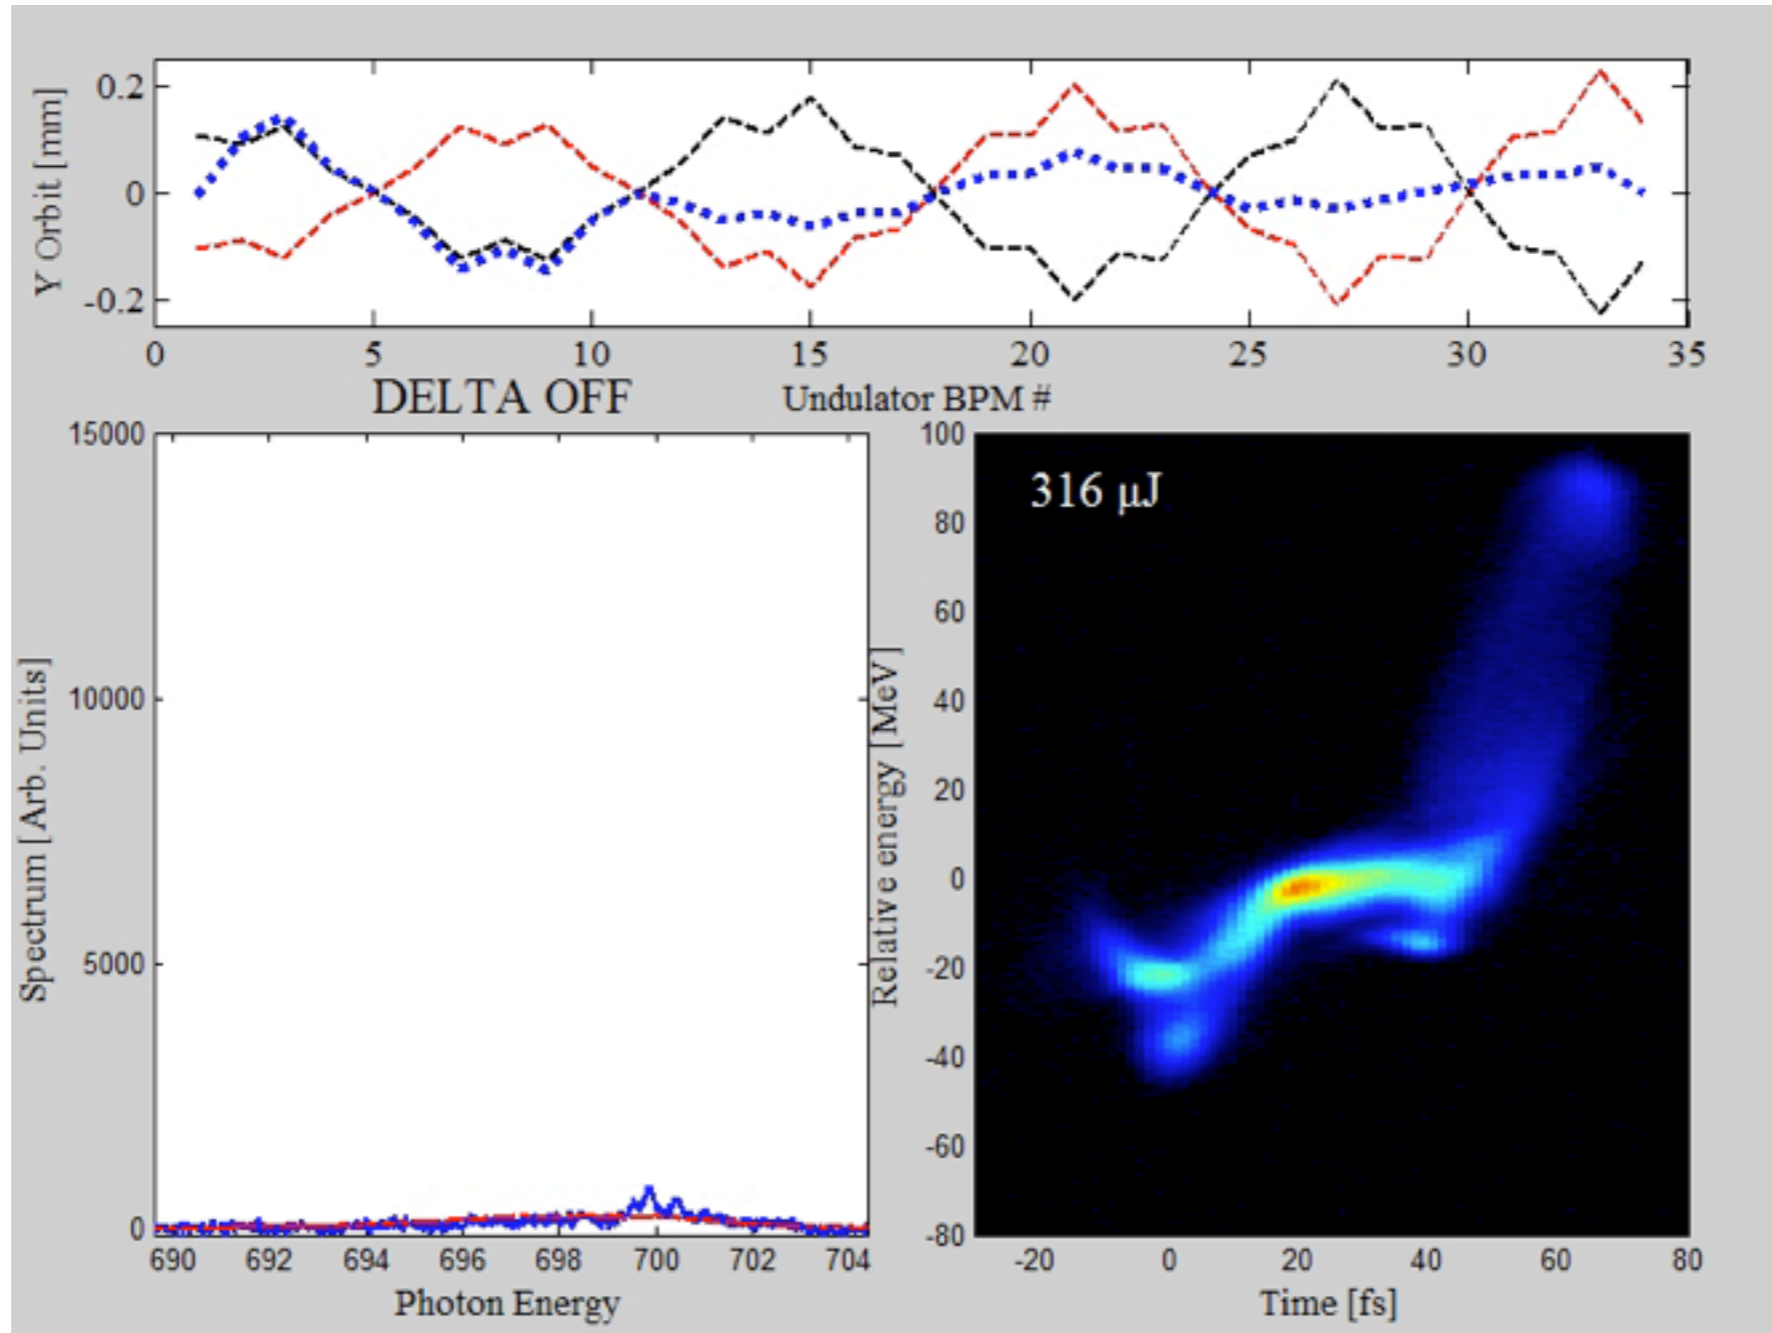 Y Orbit [mm]
0.2
0
-0.2
0 5 10 15 20 25 30 35
DELTA OFF
Undulator BPM #
Spectrum [Arb. Units]
15000
10000
5000
0
690 692 694 696 698 700 702 704
Photon Energy
Relative energy [MeV]
100
80
60
40
20
0
-20
-40
-60
-80
316 μJ
-20 0 20 40 60 80
Time [fs]